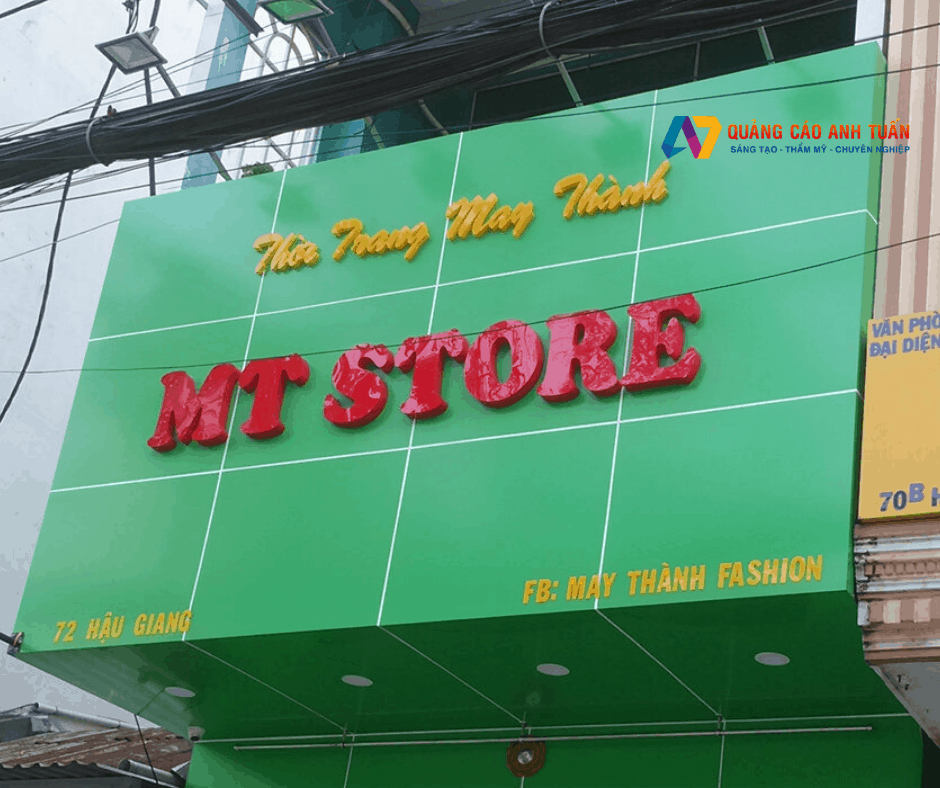 QUẢNG CÁO ANH TUẤN
SÁNG TẠO - THẨM MỸ - CHUYÊN NGHIỆP
Thời Trang May Thành
MT STORE
FB: MAY THÀNH FASHION
72 HẬU GIANG
VĂN PHÒ
ĐẠI DIỆN
70B H